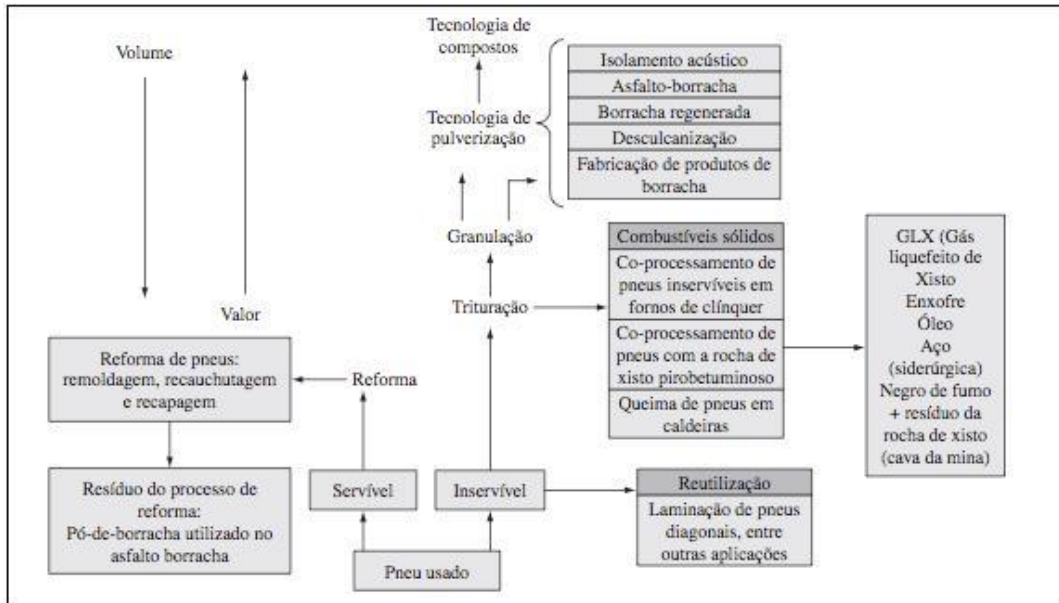 Volume
Valor
Tecnologia de
compostos
Tecnologia de
pulverização
Isolamento acústico
Asfalto-borracha
Borracha regenerada
Desculcanização
Fabricação de produtos de
borracha
Granulação
Trituração
Combustíveis sólidos
Co-processamento de
pneus inservíveis em
fornos de clínquer
Co-processamento de
pneus com a rocha de
xisto pirobetuminoso
Queima de pneus em
caldeiras
GLX (Gás
liquefeito de
Xisto
Enxofre
Óleo
Aço
(siderúrgica)
Negro de fumo
+ resíduo da
rocha de xisto
(cava da mina)
Reforma de pneus:
remoldagem, recauchutagem
e recapagem
Reforma
Resíduo do processo de
reforma:
Pó-de-borracha utilizado no
asfalto borracha
Servível
Inservível
Reutilização
Laminação de pneus
diagonais, entre
outras aplicações
Pneu usado